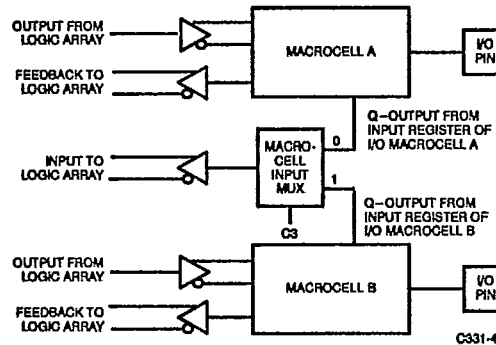 OUTPUT FROM
LOGIC ARRAY
MACROCELL A
I/O
PIN
FEEDBACK TO
LOGIC ARRAY
Q-OUTPUT FROM
INPUT REGISTER OF
I/O MACROCELL A
0
MACRO-
CELL
INPUT
MUX
INPUT TO
LOGIC ARRAY
1
C3
Q-OUTPUT FROM
INPUT REGISTER OF
I/O MACROCELL B
OUTPUT FROM
LOGIC ARRAY
MACROCELL B
I/O
PIN
FEEDBACK TO
LOGIC ARRAY
C331-4